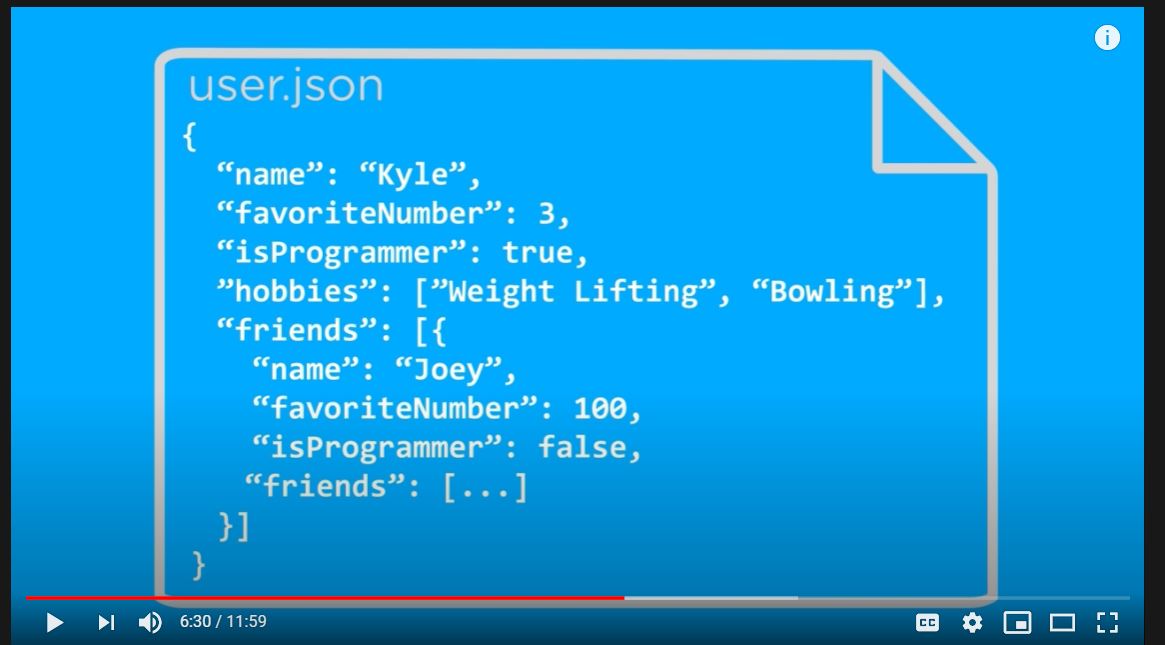 user.json
{
“name”: “Kyle”,
“favoriteNumber”: 3,
“isProgrammer”: true,
”hobbies”: [”Weight Lifting”, “Bowling”],
“friends”: [{
“name”: “Joey”,
“favoriteNumber”: 100,
“isProgrammer”: false,
“friends”: [...]
}]
}
6:30 / 11:59
CC